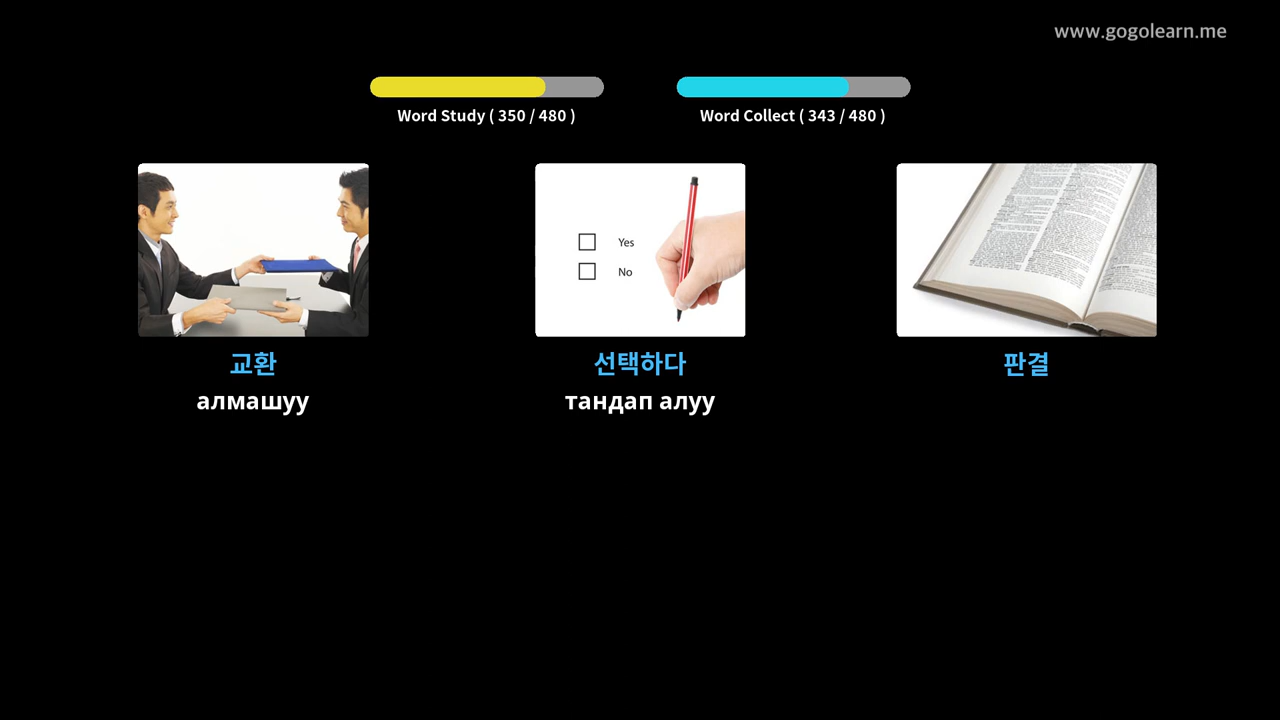 www.gogolearn.me
Word Study ( 350 / 480 )
Word Collect ( 343 / 480 )
Yes
No
교환
선택하다
판결
алмашуу
тандап алуу